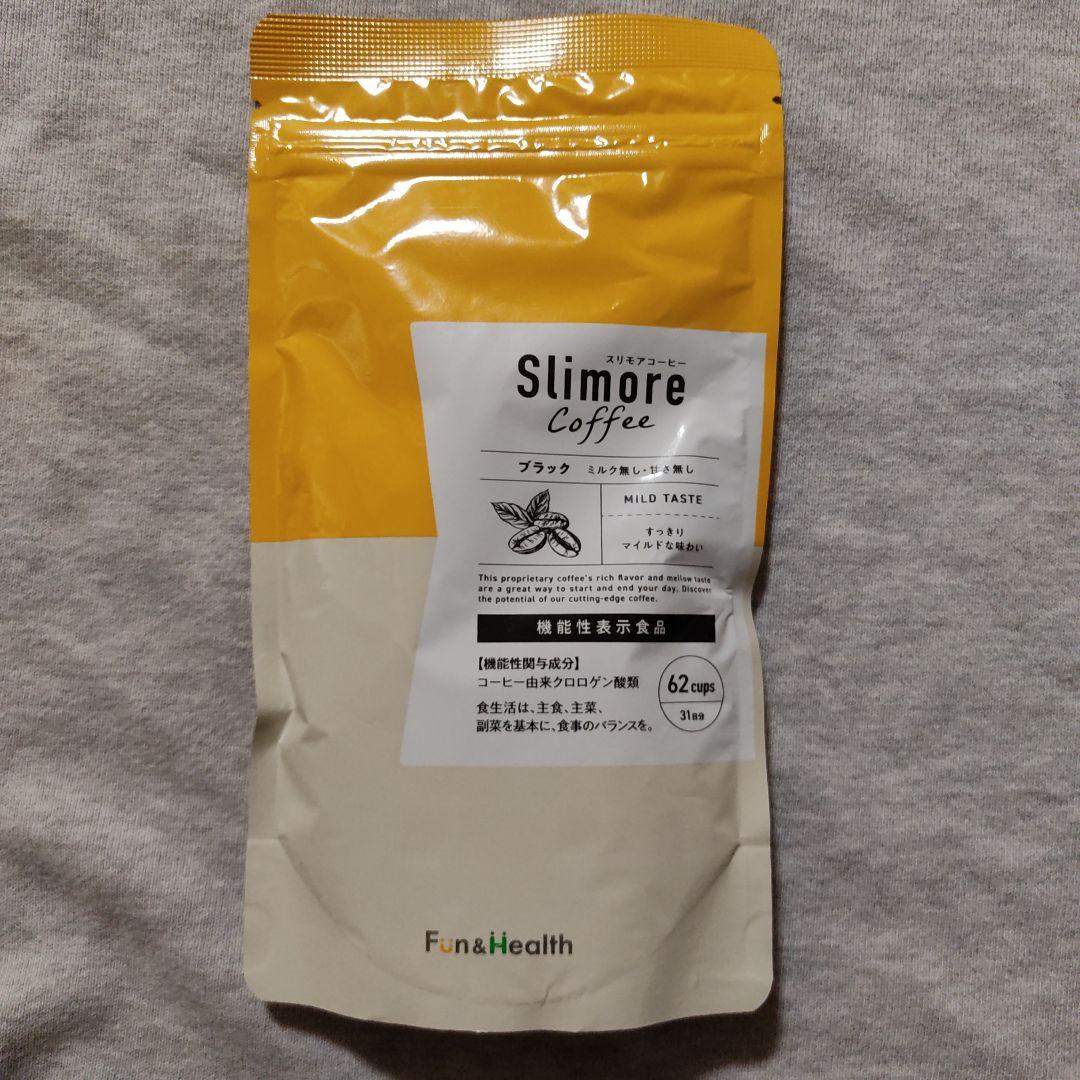 スリモアコーヒー
Slimore
Coffee
ブラック ミルク無し・甘さ無し
MILD TASTE
すっきり
マイルドな味わい
This proprietary coffee's rich flavor and mellow taste
are a great way to start and end your day. Discover
the potential of our cutting-edge coffee.
機能性表示食品
【機能性関与成分】
コーヒー由来クロロゲン酸類
食生活は、主食、主菜、
副菜を基本に、食事のバランスを。
62 cups
31日分
Fun&Health